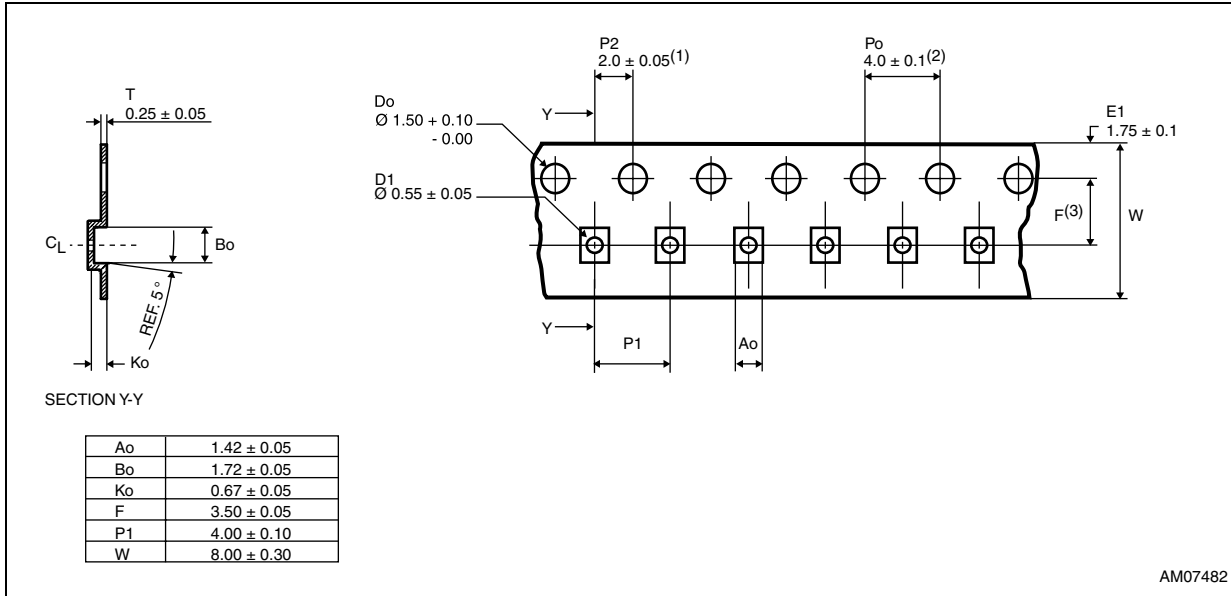 P2
2.0 ± 0.05(1)
Po
4.0 ± 0.1(2)
T
0.25 ± 0.05
Do
Ø 1.50 + 0.10
- 0.00
Y
E1
1.75 ± 0.1
D1
Ø 0.55 ± 0.05
F(3)
W
CL
Bo
REF. 5°
Ko
Y
P1
Ao
SECTION Y-Y
Ao 1.42 ± 0.05
Bo 1.72 ± 0.05
Ko 0.67 ± 0.05
F 3.50 ± 0.05
P1 4.00 ± 0.10
W 8.00 ± 0.30
AM07482